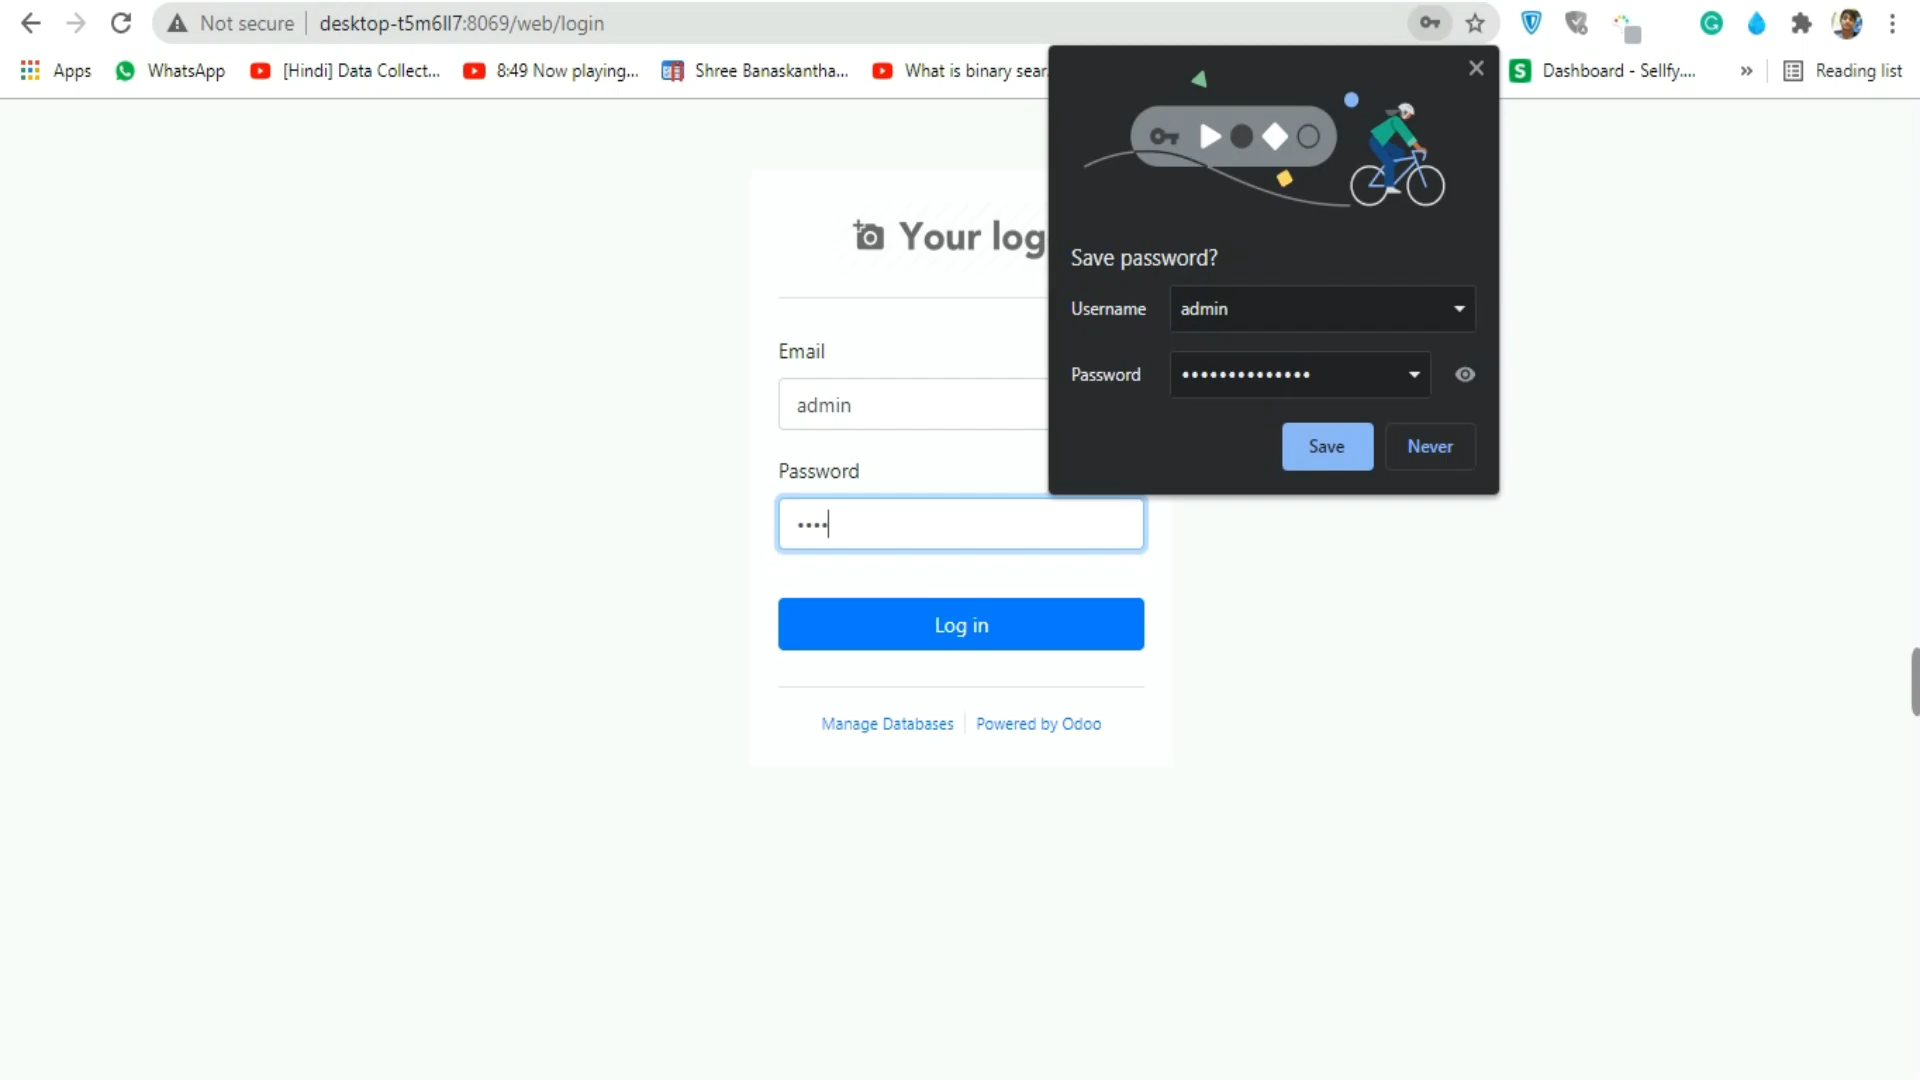 Not secure desktop-t5m6ll7:8069/web/login
Apps WhatsApp [Hindi] Data Collect... 8:49 Now playing... Shree Banaskantha... What is binary sear S Dashboard - Sellfy.... » Reading list
Your log
Email
admin
Password
••••
Log in
Manage Databases Powered by Odoo
Save password?
Username admin
Password ••••••••••••••
Save Never